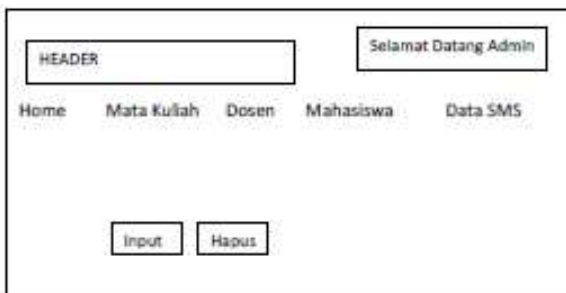 HEADER
Selamat Datang Admin
Home Mata Kuliah Dosen Mahasiswa Data SMS
Input Hapus